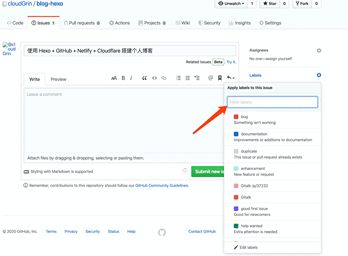 cloudGrin / blog-hexo
Unwatch 1
Star 0
Fork
Code
Issues 1
Pull requests 0
Actions
Projects 0
Wiki
Insights
Settings
使用 Hexo + GitHub + Netlify + Cloudflare 搭建个人博客
Related Issues Beta Try it.
Write
Preview
Leave a comment
Attach files by dragging & dropping, selecting or pasting them.
Styling with Markdown is supported
Submit new
Remember, contributions to this repository should follow our GitHub Community Guidelines.
Assignees
No one—assign yourself
Labels
Apply labels to this issue
Filter labels
bug
Something isn't working
documentation
Improvements or additions to documentation
duplicate
This issue or pull request already exists
enhancement
New feature or request
Gitalk
good first issue
Good for newcomers
help wanted
Extra attention is needed
Edit labels
© 2020 GitHub, Inc.
Terms
Privacy
Security
Status
Help
Contact GitHub